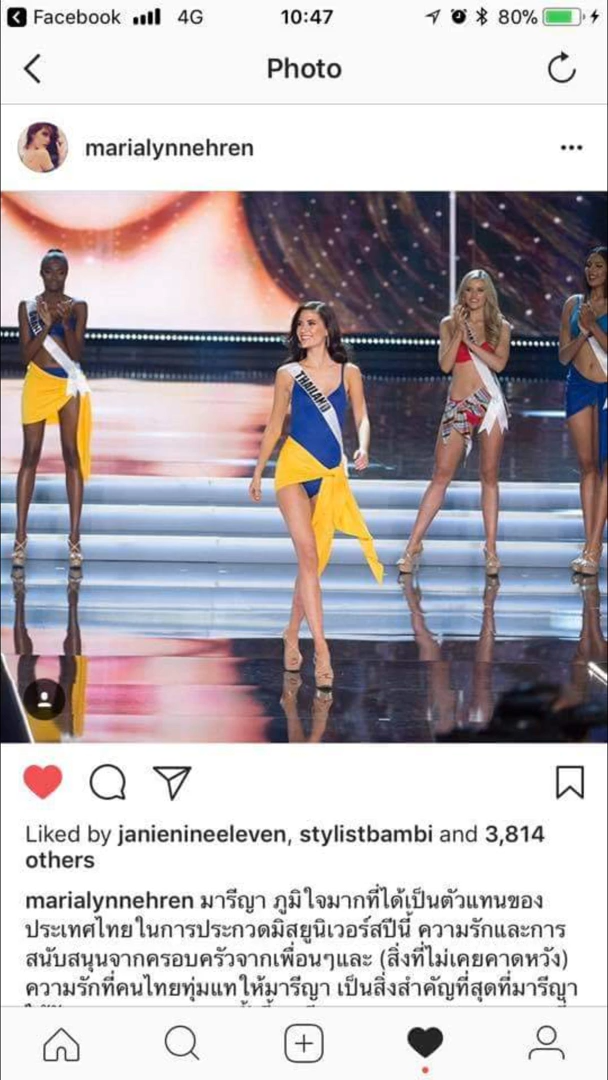 Facebook 4G 10:47 80%
Photo
marialynnehren
THAILAND
Liked by janienineeleven, stylistbambi and 3,814
others
marialynnehren มารีญา ภูมิใจมากที่ได้เป็นตัวแทนของ
ประเทศไทยในการประกวดมิสยูนิเวอร์สปีนี้ ความรักและการ
สนับสนุนจากครอบครัวจากเพื่อนๆและ (สิ่งที่ไม่เคยคาดหวัง)
ความรักที่คนไทยทุ่มแทให้มารีญา เป็นสิ่งสำคัญที่สุดที่มารีญา